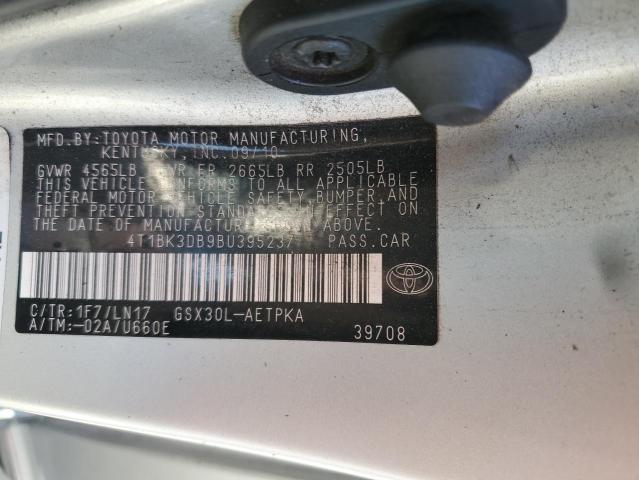 MFD. BY: TOYOTA MOTOR MANUFACTURING,
KENTUCKY, INC. 09/10
GVWR 4565LB GAWR FR 2665LB RR 2505LB
THIS VEHICLE CONFORMS TO ALL APPLICABLE
FEDERAL MOTOR VEHICLE SAFETY, BUMPER, AND
THEFT PREVENTION STANDARDS IN EFFECT ON
THE DATE OF MANUFACTURE SHOWN ABOVE.
4T1BK3DB9BU395237 PASS.CAR
C/TR:1F7/LN17 GSX30L-AETPKA
A/TM:-02A/U660E 39708